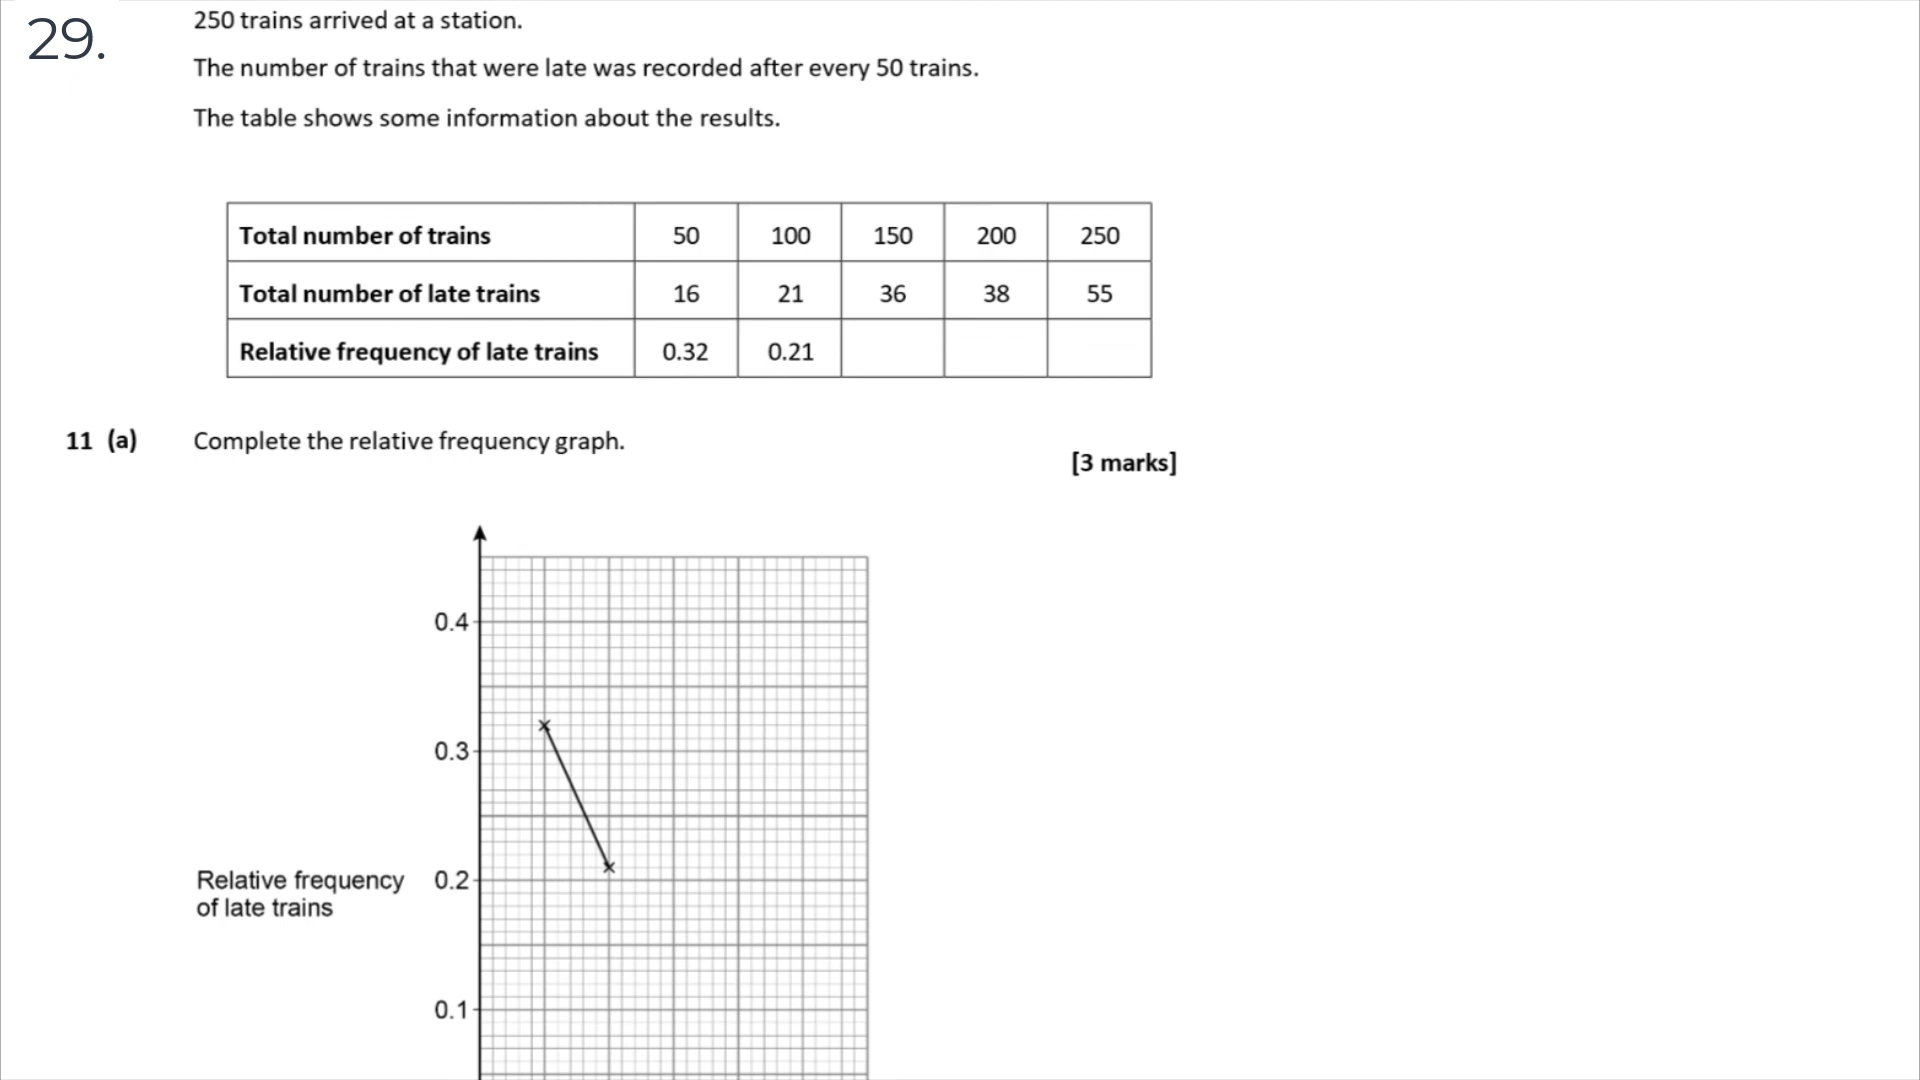 29.
250 trains arrived at a station.
The number of trains that were late was recorded after every 50 trains.
The table shows some information about the results.
Total number of trains 50 100 150 200 250
Total number of late trains 16 21 36 38 55
Relative frequency of late trains 0.32 0.21
11 (a) Complete the relative frequency graph.
[3 marks]
0.4
0.3
Relative frequency 0.2
of late trains
0.1